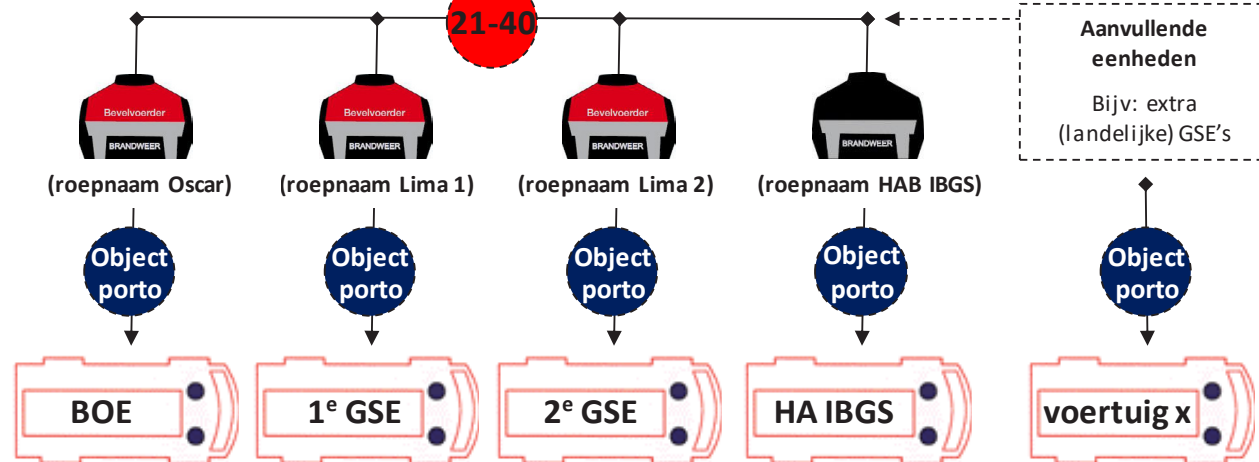 21-40
Aanvullende
eenheden
Bijv: extra
(landelijke) GSE's
Bevelvoerder
Bevelvoerder
Bevelvoerder
BRANDWEER
BRANDWEER
BRANDWEER
BRANDWEER
(roepnaam Oscar)
(roepnaam Lima 1)
(roepnaam Lima 2)
(roepnaam HAB IBGS)
Object
porto
Object
porto
Object
porto
Object
porto
Object
porto
BOE
1e GSE
2e GSE
HA IBGS
voertuig x